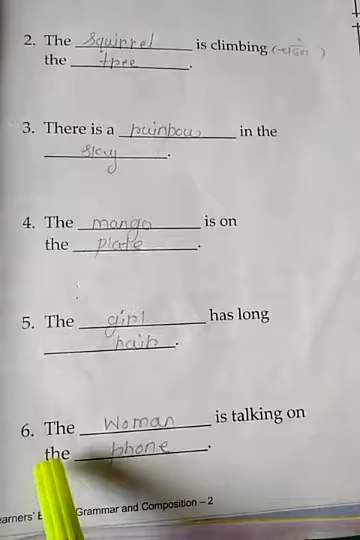 2. The squirrel is climbing
the tree.
3. There is a rainbow in the
sky.
4. The mango is on
the plate.
5. The girl has long
hair.
6. The Woman is talking on
the phone.
earners' Grammar and Composition – 2